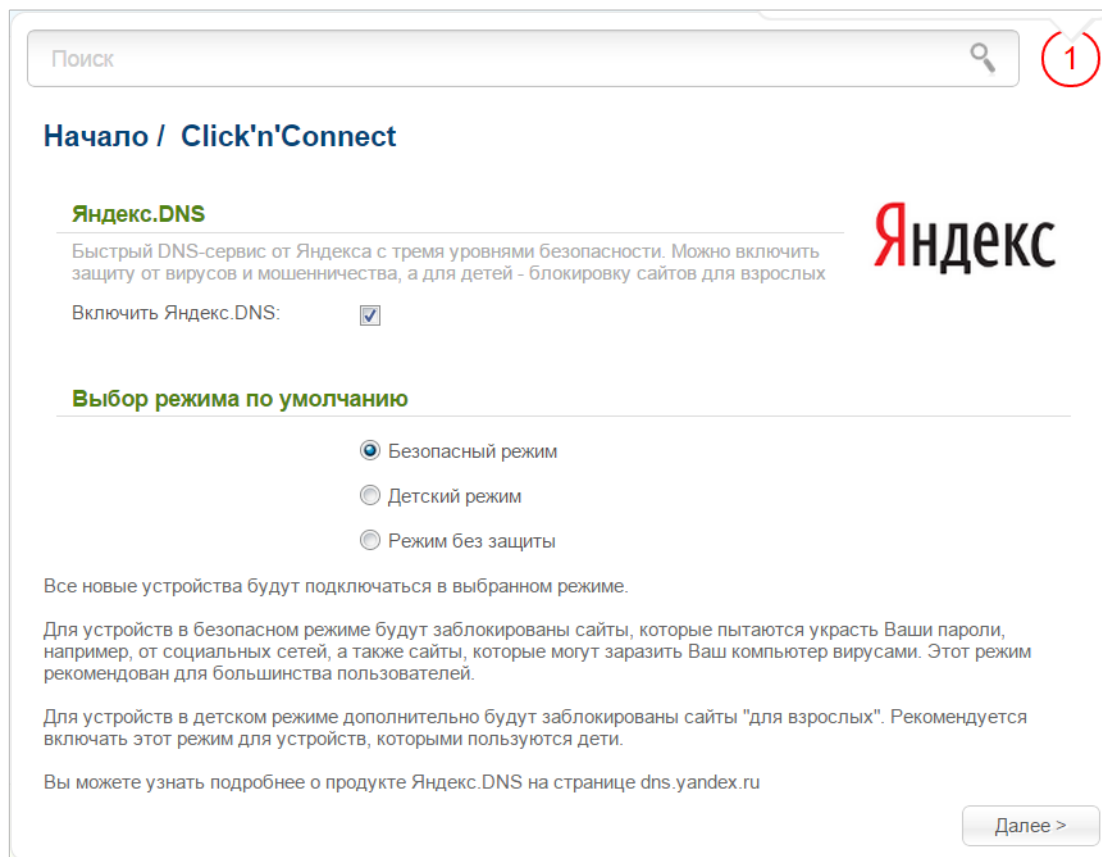 Поиск
1
Начало / Click'n'Connect
Яндекс.DNS
Яндекс
Быстрый DNS-сервис от Яндекса с тремя уровнями безопасности. Можно включить
защиту от вирусов и мошенничества, а для детей - блокировку сайтов для взрослых
Включить Яндекс.DNS:
Выбор режима по умолчанию
Безопасный режим
Детский режим
Режим без защиты
Все новые устройства будут подключаться в выбранном режиме.
Для устройств в безопасном режиме будут заблокированы сайты, которые пытаются украсть Ваши пароли,
например, от социальных сетей, а также сайты, которые могут заразить Ваш компьютер вирусами. Этот режим
рекомендован для большинства пользователей.
Для устройств в детском режиме дополнительно будут заблокированы сайты "для взрослых". Рекомендуется
включать этот режим для устройств, которыми пользуются дети.
Вы можете узнать подробнее о продукте Яндекс.DNS на странице dns.yandex.ru
Далее >